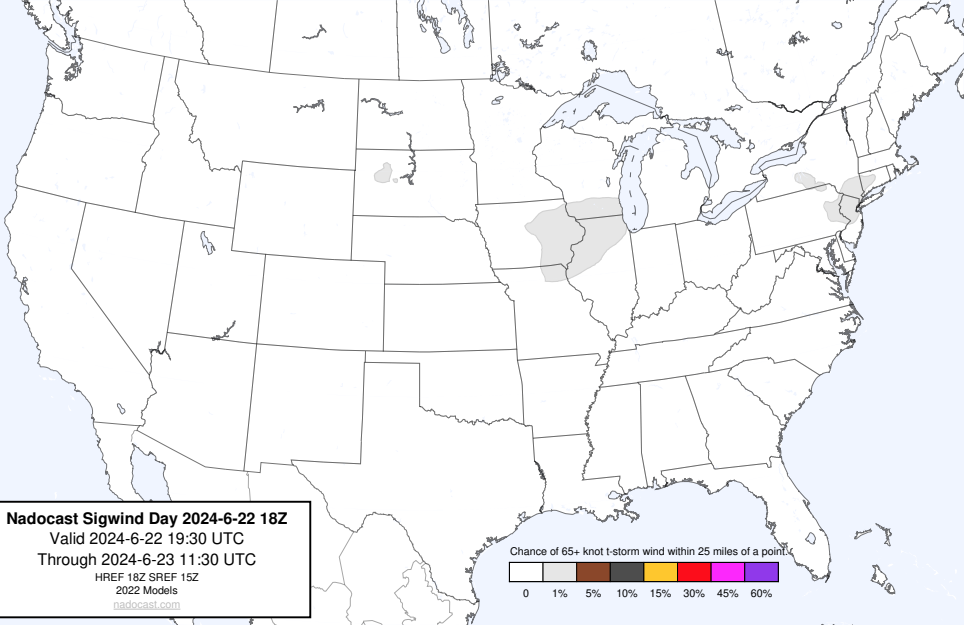 Nadocast Sigwind Day 2024-6-22 18Z
Valid 2024-6-22 19:30 UTC
Through 2024-6-23 11:30 UTC
HREF 18Z SREF 15Z
2022 Models
nadocast.com
Chance of 65+ knot t-storm wind within 25 miles of a point.
0 1% 5% 10% 15% 30% 45% 60%